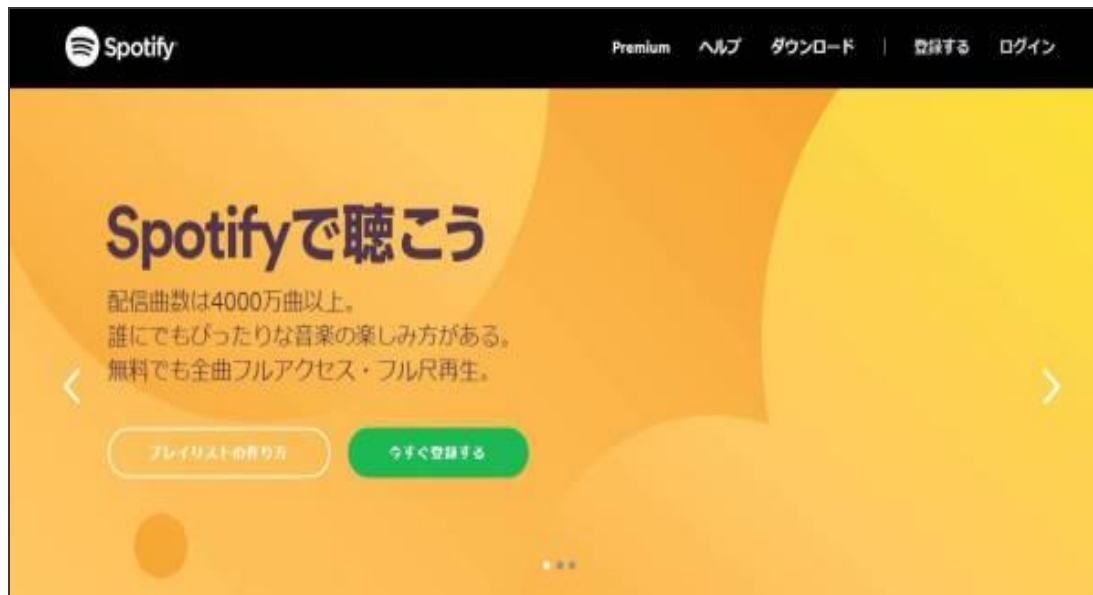 Spotify
Premium ヘルプ ダウンロード | 登録する ログイン
Spotifyで聴こう
配信曲数は4000万曲以上。
誰にでもぴったりな音楽の楽しみ方がある。
無料でも全曲フルアクセス・フル尺再生。
プレイリストの作り方
今すぐ登録する